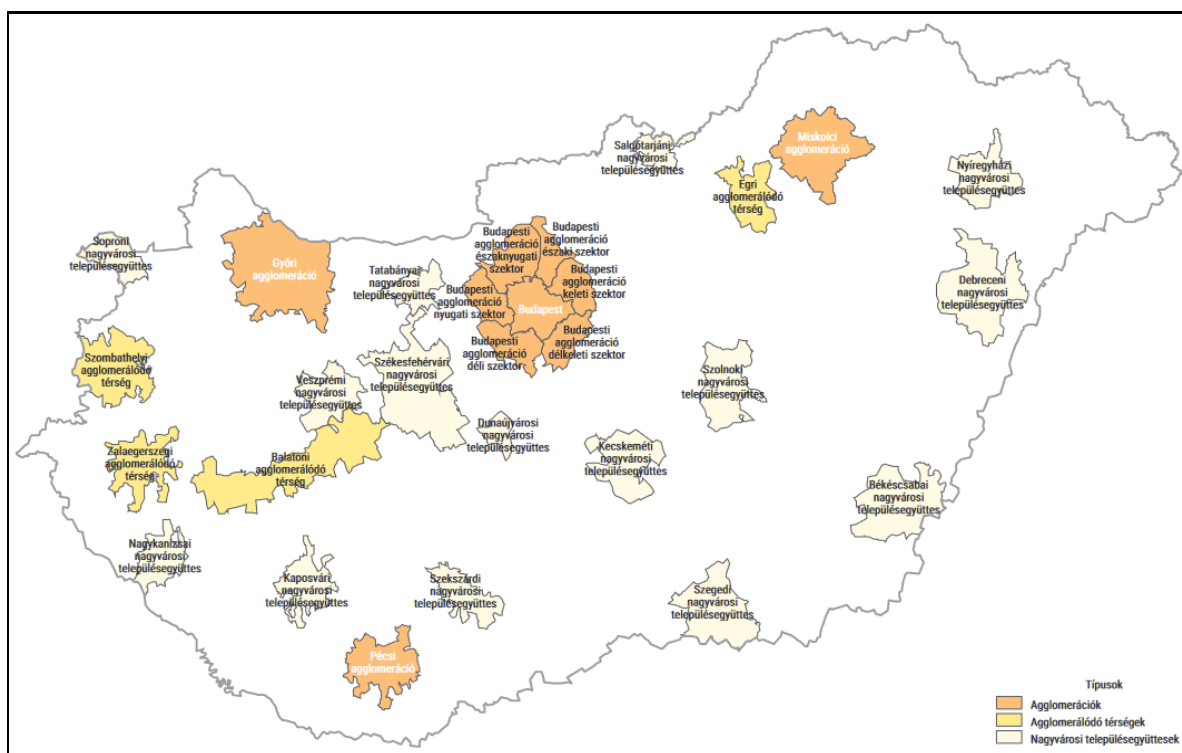 Salgótarjáni
nagyvárosi
településegyüttes
Miskolci
agglomeráció
Nyíregyházi
nagyvárosi
településegyüttes
Egri
agglomerálódó
térség
Soproni
nagyvárosi
településegyüttes
Győri
agglomeráció
Tatabányai
nagyvárosi
településegyüttes
Budapesti
agglomeráció
északnyugati
szektor
Budapesti
agglomeráció
északi szektor
Budapesti
agglomeráció
keleti szektor
Budapesti
agglomeráció
nyugati szektor
Budapest
Budapesti
agglomeráció
déli szektor
Budapesti
agglomeráció
délkeleti szektor
Debreceni
nagyvárosi
településegyüttes
Szombathelyi
agglomerálódó
térség
Veszprémi
nagyvárosi
településegyüttes
Székesfehérvári
nagyvárosi
településegyüttes
Szolnoki
nagyvárosi
településegyüttes
Dunaújvárosi
nagyvárosi
településegyüttes
Kecskeméti
nagyvárosi
településegyüttes
Zalaegerszegi
agglomerálódó
térség
Balatoni
agglomerálódó
térség
Békéscsabai
nagyvárosi
településegyüttes
Nagykanizsai
nagyvárosi
településegyüttes
Kaposvári
nagyvárosi
településegyüttes
Szekszárdi
nagyvárosi
településegyüttes
Szegedi
nagyvárosi
településegyüttes
Pécsi
agglomeráció
Típusok
Agglomerációk
Agglomerálódó térségek
Nagyvárosi településegyüttesek